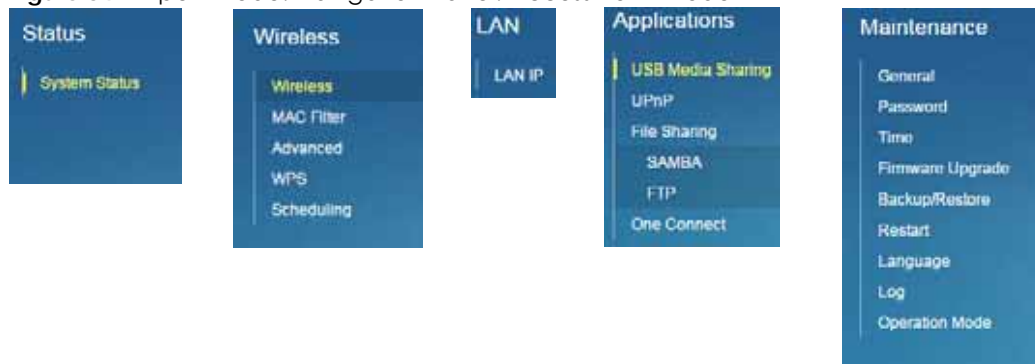 Status
System Status
Wireless
Wireless
MAC Filter
Advanced
WPS
Scheduling
LAN
LAN IP
Applications
USB Media Sharing
UPnP
File Sharing
SAMBA
FTP
One Connect
Maintenance
General
Password
Time
Firmware Upgrade
Backup/Restore
Restart
Language
Log
Operation Mode